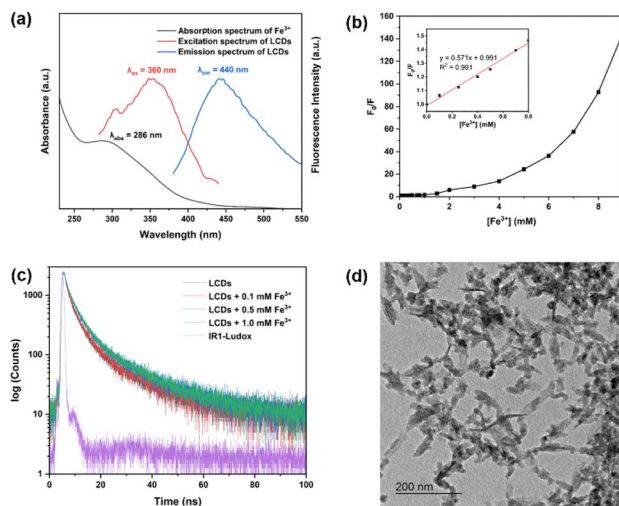 (a)
Absorption spectrum of Fe³⁺
Excitation spectrum of LCDs
Emission spectrum of LCDs
λex = 360 nm
λem = 440 nm
λabs = 286 nm
Absorbance (a.u.)
Fluorescence Intensity (a.u.)
250 300 350 400 450 500 550
Wavelength (nm)
(b)
160
140
120
100
80
60
40
20
0
F₀/F
0 2 4 6 8
[Fe³⁺] (mM)
1.5
1.4
1.3
1.2
1.1
1.0
0.9
F₀/F
y = 0.571x + 0.991
R² = 0.991
0.0 0.2 0.4 0.6 0.8
[Fe³⁺] (mM)
(c)
LCDs
LCDs + 0.1 mM Fe³⁺
LCDs + 0.5 mM Fe³⁺
LCDs + 1.0 mM Fe³⁺
IR1-Ludox
1000
100
10
1
log (Counts)
0 20 40 60 80 100
Time (ns)
(d)
200 nm